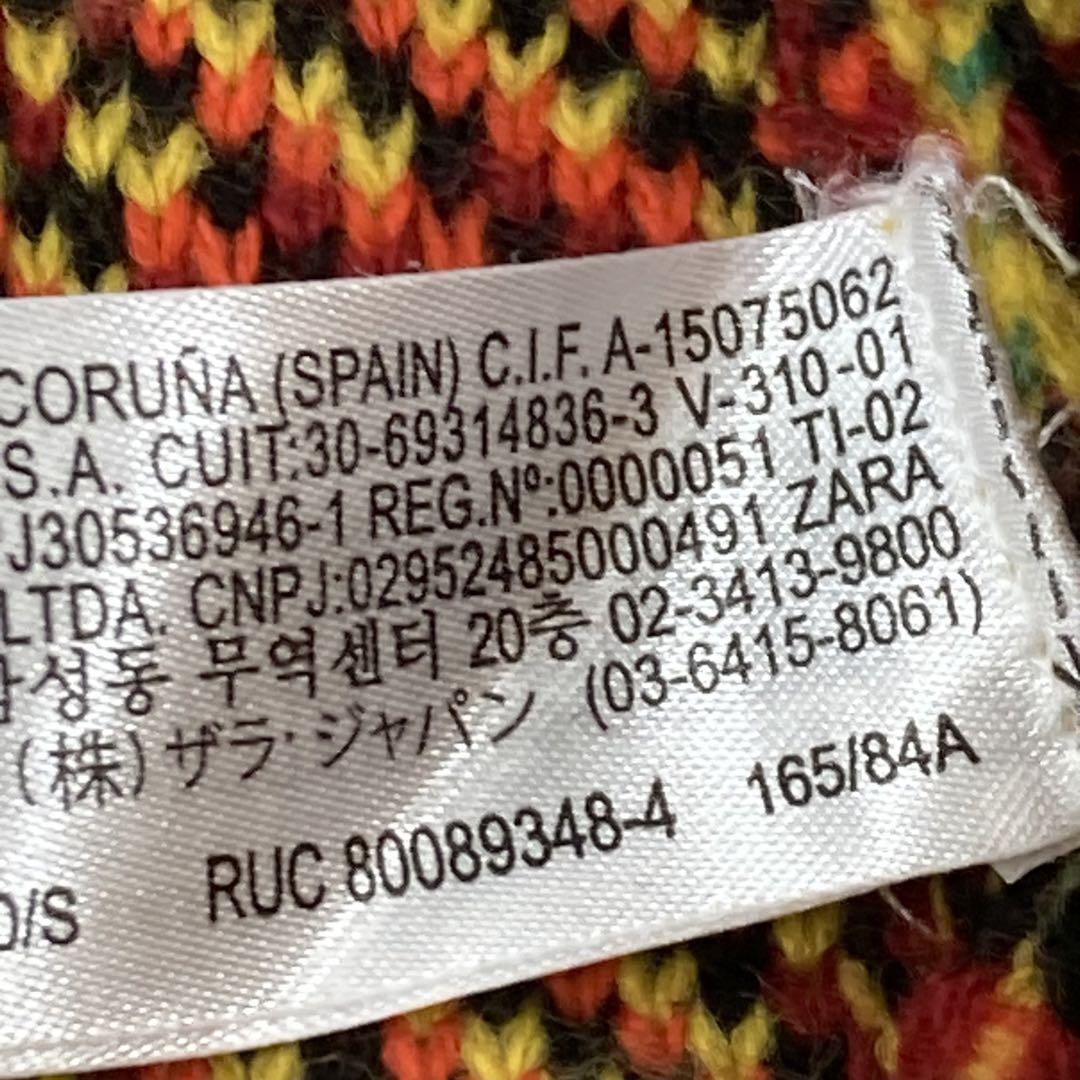 CORUÑA (SPAIN) C.I.F. A-15075062
S.A. CUIT:30-69314836-3 V-310-01
J30536946-1 REG.Nº:0000051 TI-02
LTDA. CNPJ:02952485000491 ZARA
삼성동 무역센터 20층 02-3413-9800
(株) ザラ・ジャパン (03-6415-8061)
RUC 80089348-4 165/84A
/S